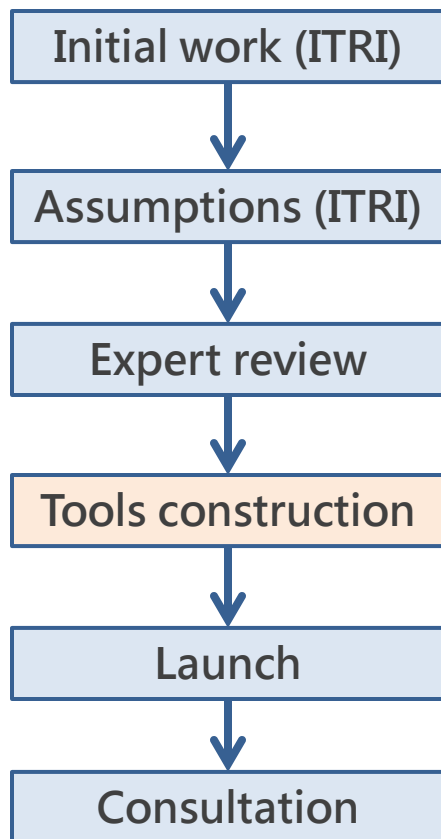 Initial work (ITRI)
Assumptions (ITRI)
Expert review
Tools construction
Launch
Consultation